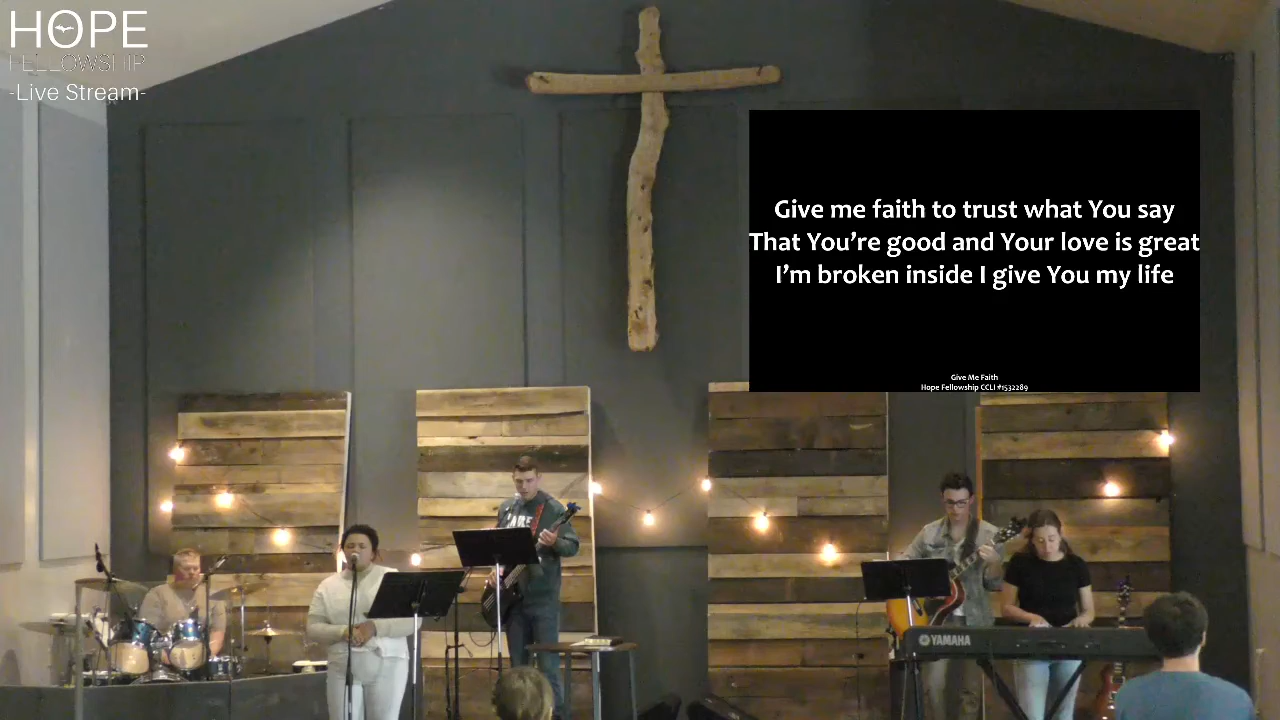 HOPE
FELLOWSHIP
-Live Stream-
Give me faith to trust what You say
That You're good and Your love is great
I'm broken inside I give You my life
Give Me Faith
Hope Fellowship CCLI #1532289
YAMAHA